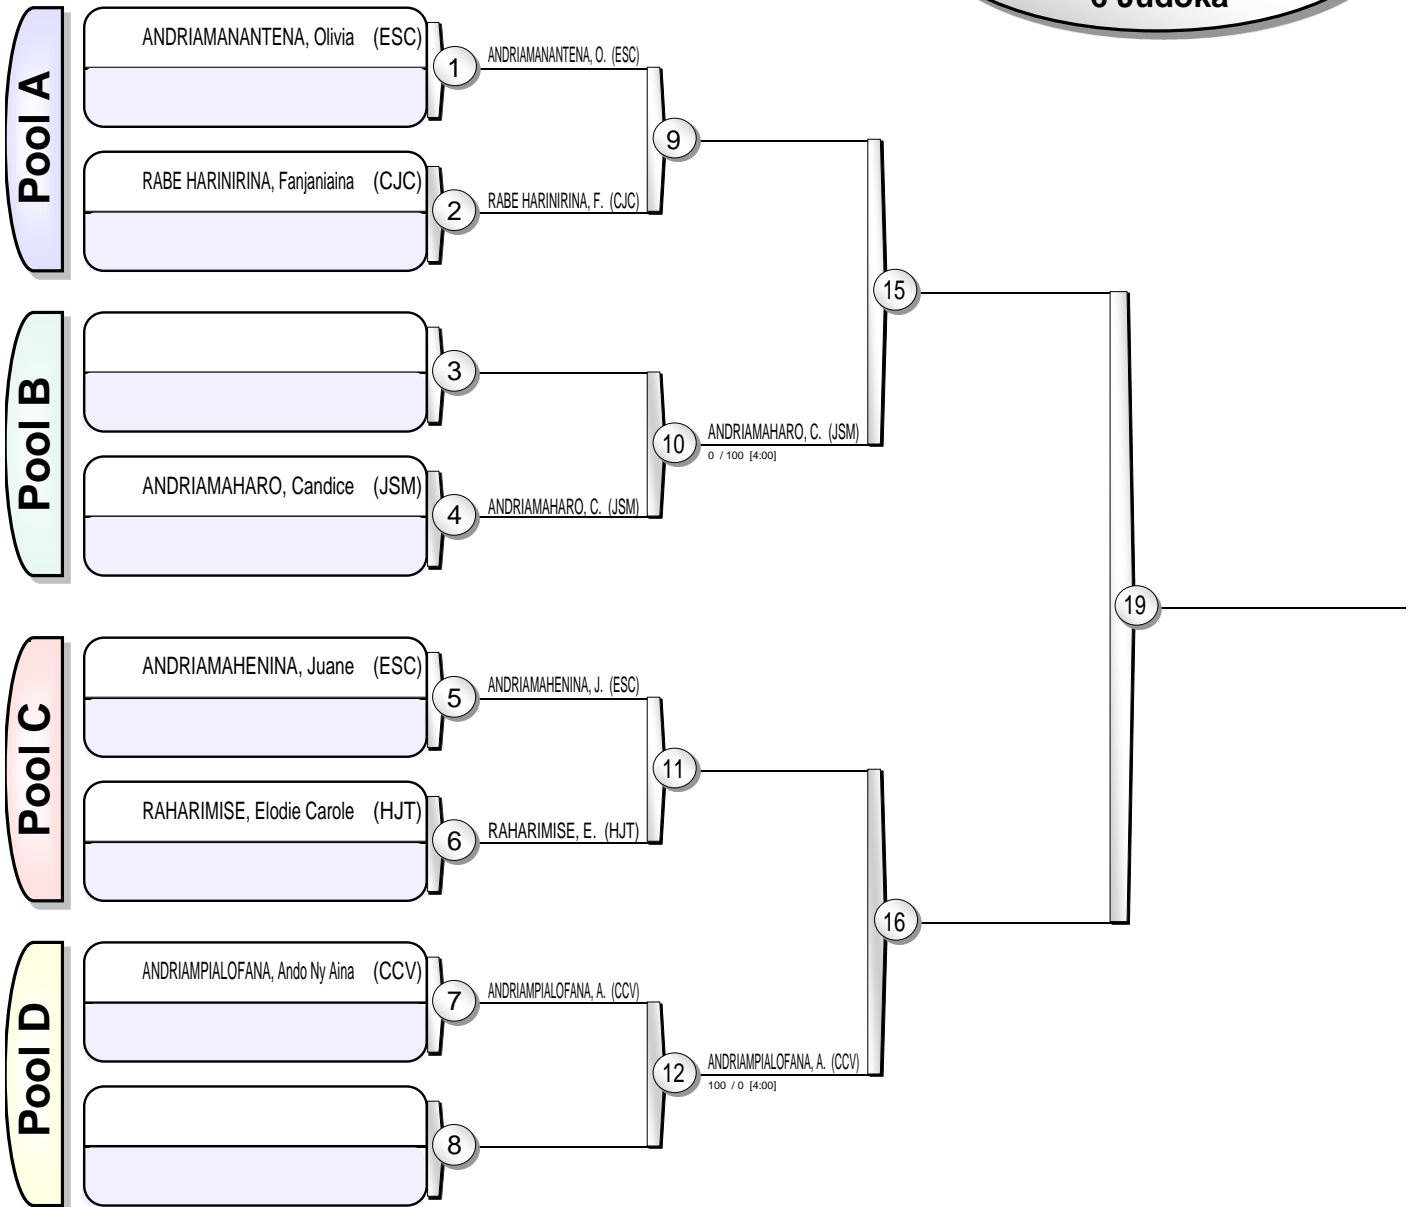 6 Judoka
Pool A
ANDRIAMANANTENA, Olivia (ESC)
1
ANDRIAMANANTENA, O. (ESC)
9
RABE HARINIRINA, Fanjaniaina (CJC)
2
RABE HARINIRINA, F. (CJC)
15
Pool B
3
10
ANDRIAMAHARO, C. (JSM)
0 / 100 [4:00]
ANDRIAMAHARO, Candice (JSM)
4
ANDRIAMAHARO, C. (JSM)
19
Pool C
ANDRIAMAHENINA, Juane (ESC)
5
ANDRIAMAHENINA, J. (ESC)
11
RAHARIMISE, Elodie Carole (HJT)
6
RAHARIMISE, E. (HJT)
16
Pool D
ANDRIAMPIALOFANA, Ando Ny Aina (CCV)
7
ANDRIAMPIALOFANA, A. (CCV)
12
ANDRIAMPIALOFANA, A. (CCV)
100 / 0 [4:00]
8